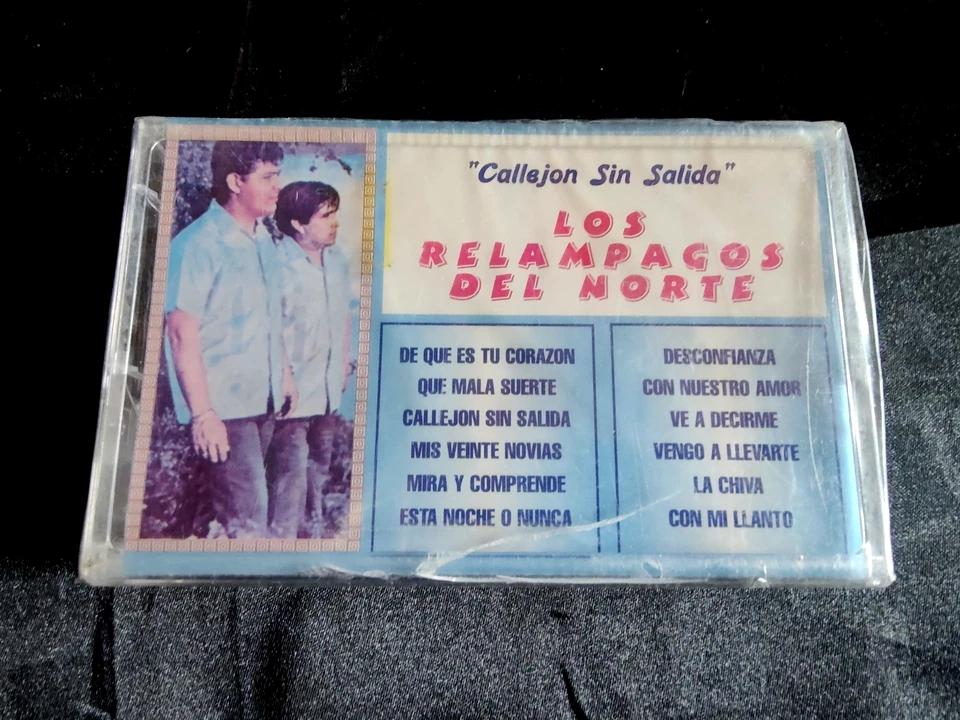 "Callejon Sin Salida"
LOS
RELAMPAGOS
DEL NORTE
DE QUE ES TU CORAZON
QUE MALA SUERTE
CALLEJON SIN SALIDA
MIS VEINTE NOVIAS
MIRA Y COMPRENDE
ESTA NOCHE O NUNCA
DESCONFIANZA
CON NUESTRO AMOR
VE A DECIRME
VENGO A LLEVARTE
LA CHIVA
CON MI LLANTO